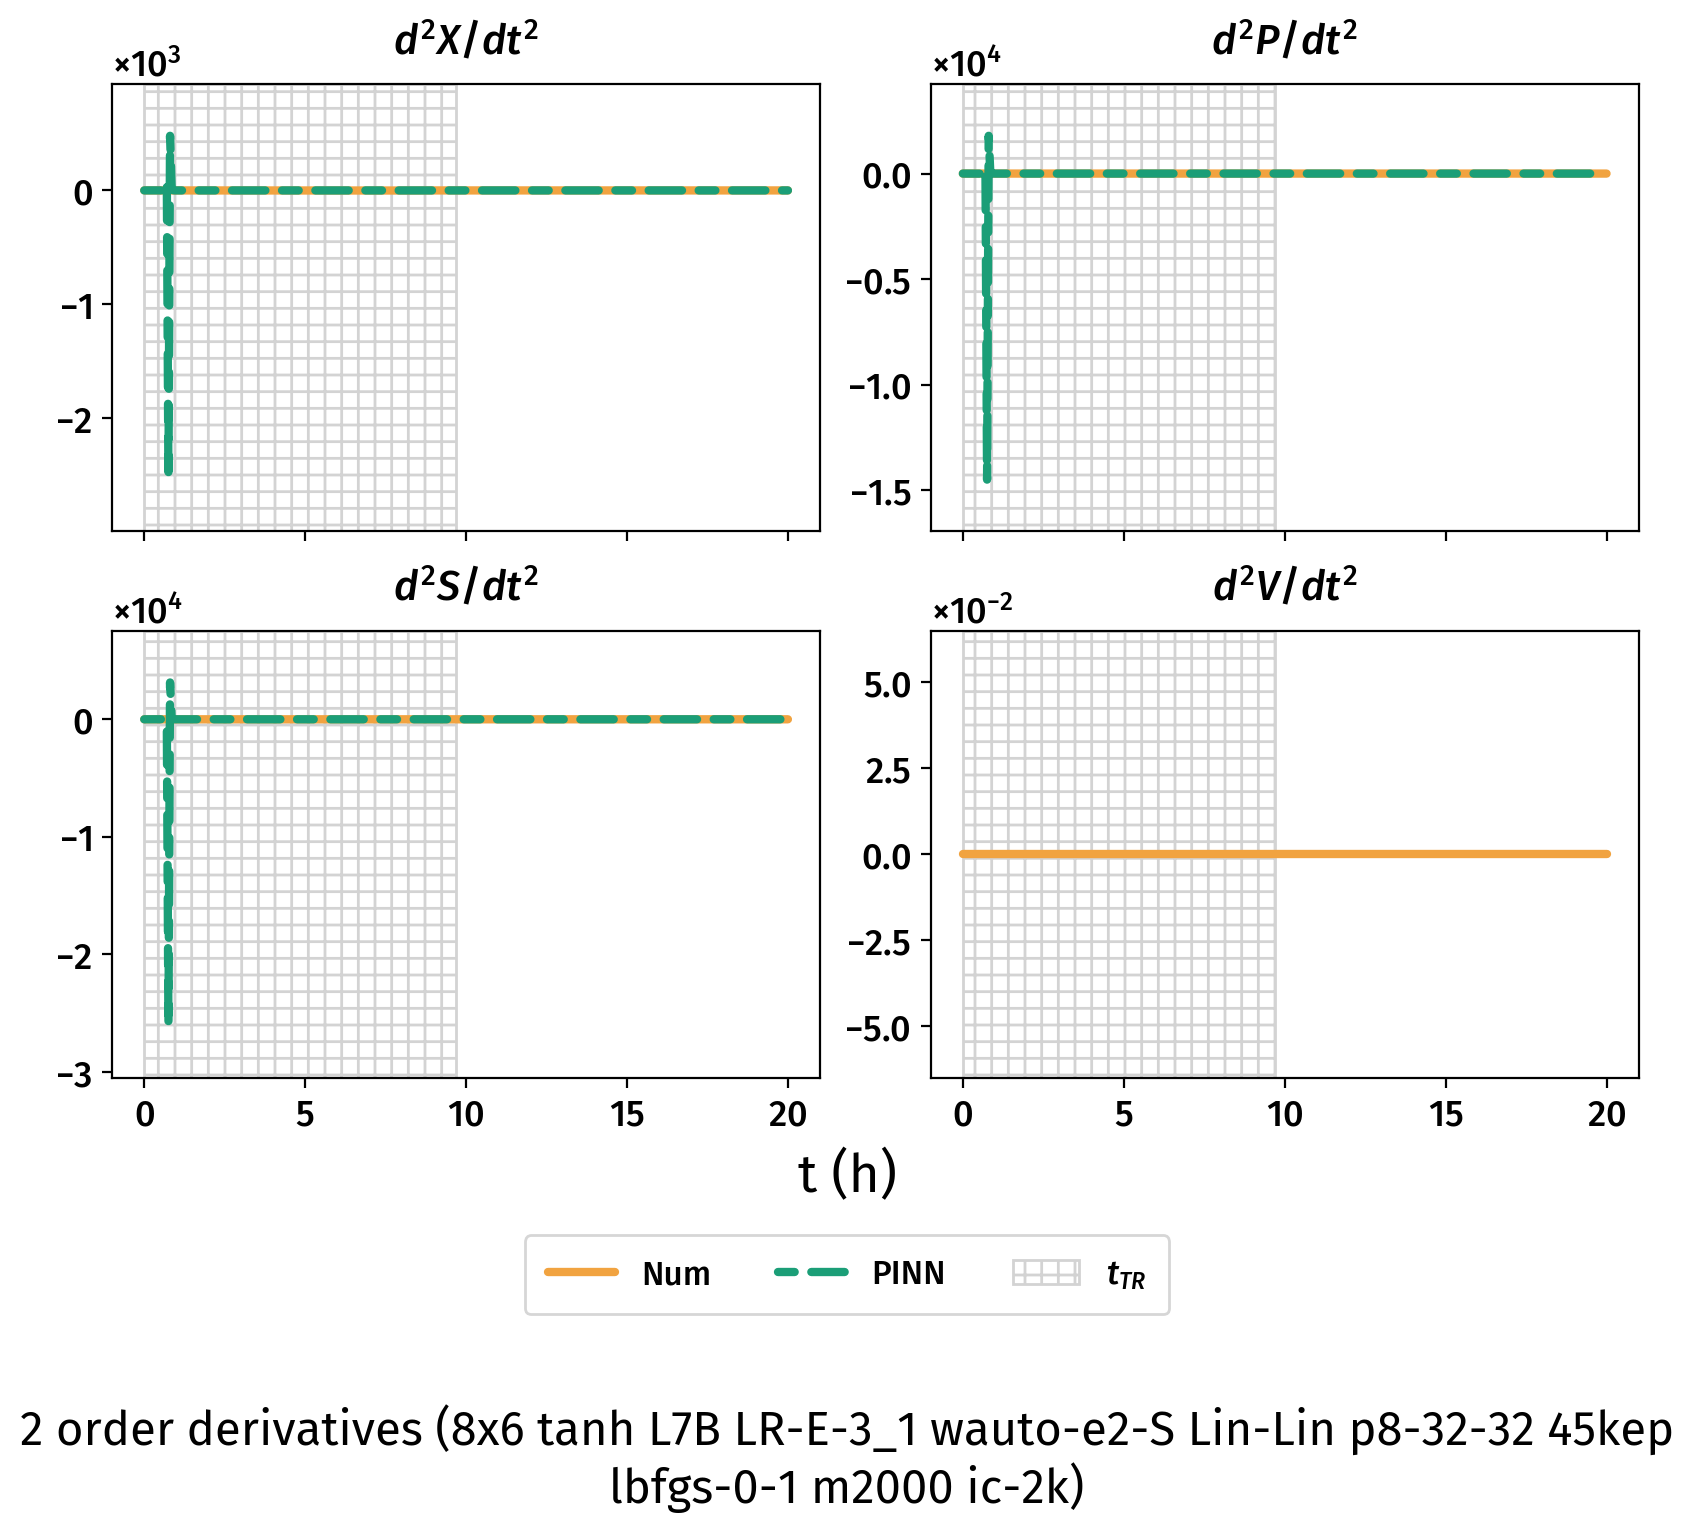 d²X/dt²
×10³
0
−1
−2
d²P/dt²
×10⁴
0.0
−0.5
−1.0
−1.5
d²S/dt²
×10⁴
0
−1
−2
−3
0 5 10 15 20
d²V/dt²
×10⁻²
5.0
2.5
0.0
−2.5
−5.0
0 5 10 15 20
t (h)
Num PINN t_TR
2 order derivatives (8x6 tanh L7B LR-E-3_1 wauto-e2-S Lin-Lin p8-32-32 45kep
lbfgs-0-1 m2000 ic-2k)